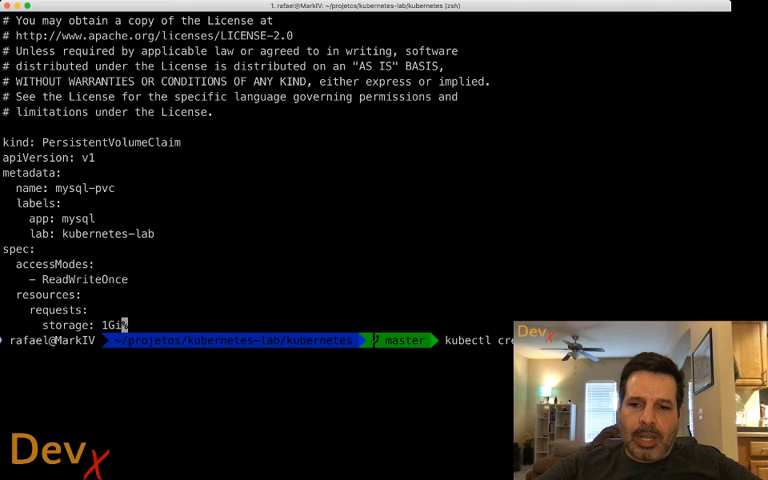 1. rafael@MarkIV: ~/projetos/kubernetes-lab/kubernetes (zsh)
# You may obtain a copy of the License at
# http://www.apache.org/licenses/LICENSE-2.0
# Unless required by applicable law or agreed to in writing, software
# distributed under the License is distributed on an "AS IS" BASIS,
# WITHOUT WARRANTIES OR CONDITIONS OF ANY KIND, either express or implied.
# See the License for the specific language governing permissions and
# limitations under the License.
kind: PersistentVolumeClaim
apiVersion: v1
metadata:
name: mysql-pvc
labels:
app: mysql
lab: kubernetes-lab
spec:
accessModes:
- ReadWriteOnce
resources:
requests:
storage: 1Gi%
rafael@MarkIV ~/projetos/kubernetes-lab/kubernetes master kubectl cre
Devx
Devx